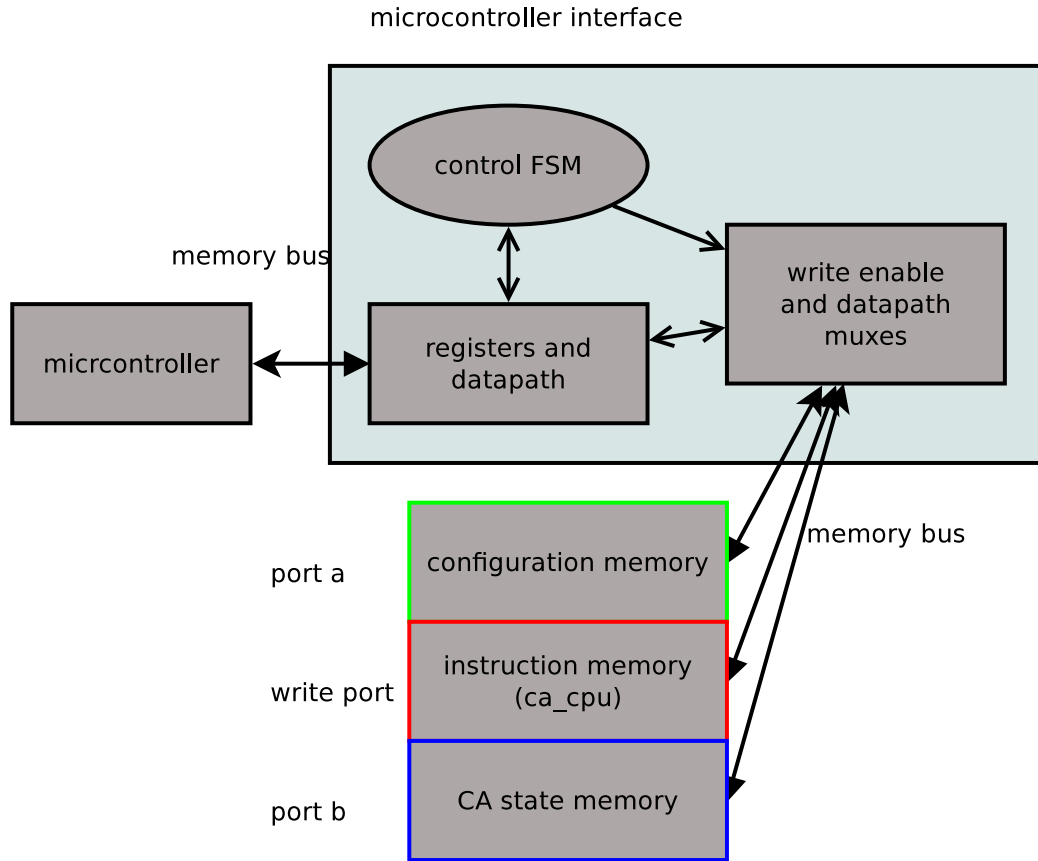 microcontroller interface
control FSM
memory bus
write enable
and datapath
muxes
micrcontroller
registers and
datapath
memory bus
configuration memory
port a
instruction memory
(ca_cpu)
write port
CA state memory
port b